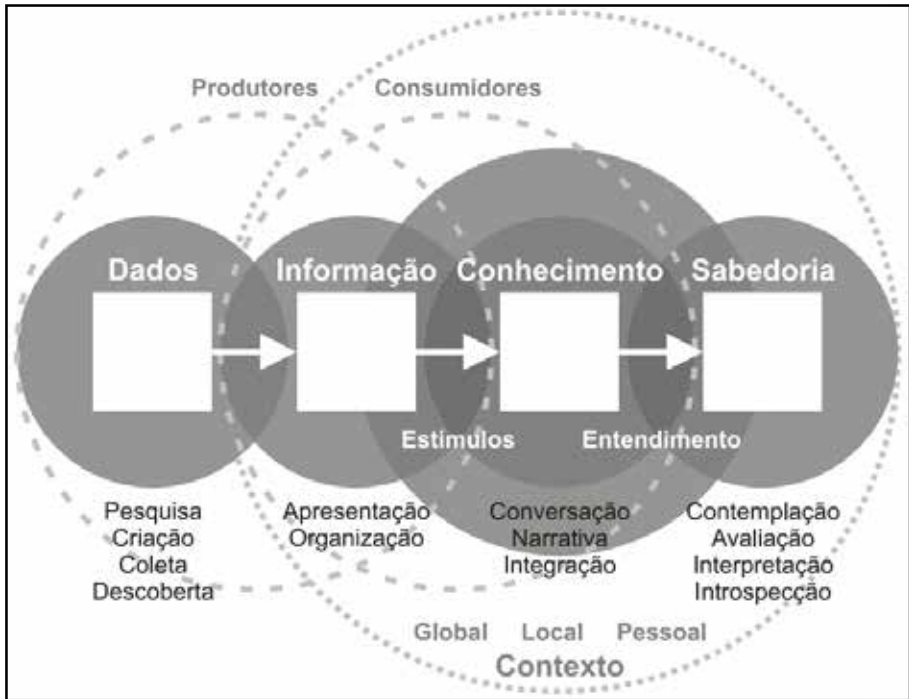 Produtores
Consumidores
Dados
Informação
Conhecimento
Sabedoria
Estímulos
Entendimento
Pesquisa
Criação
Coleta
Descoberta
Apresentação
Organização
Conversação
Narrativa
Integração
Contemplação
Avaliação
Interpretação
Introspecção
Global Local Pessoal
Contexto